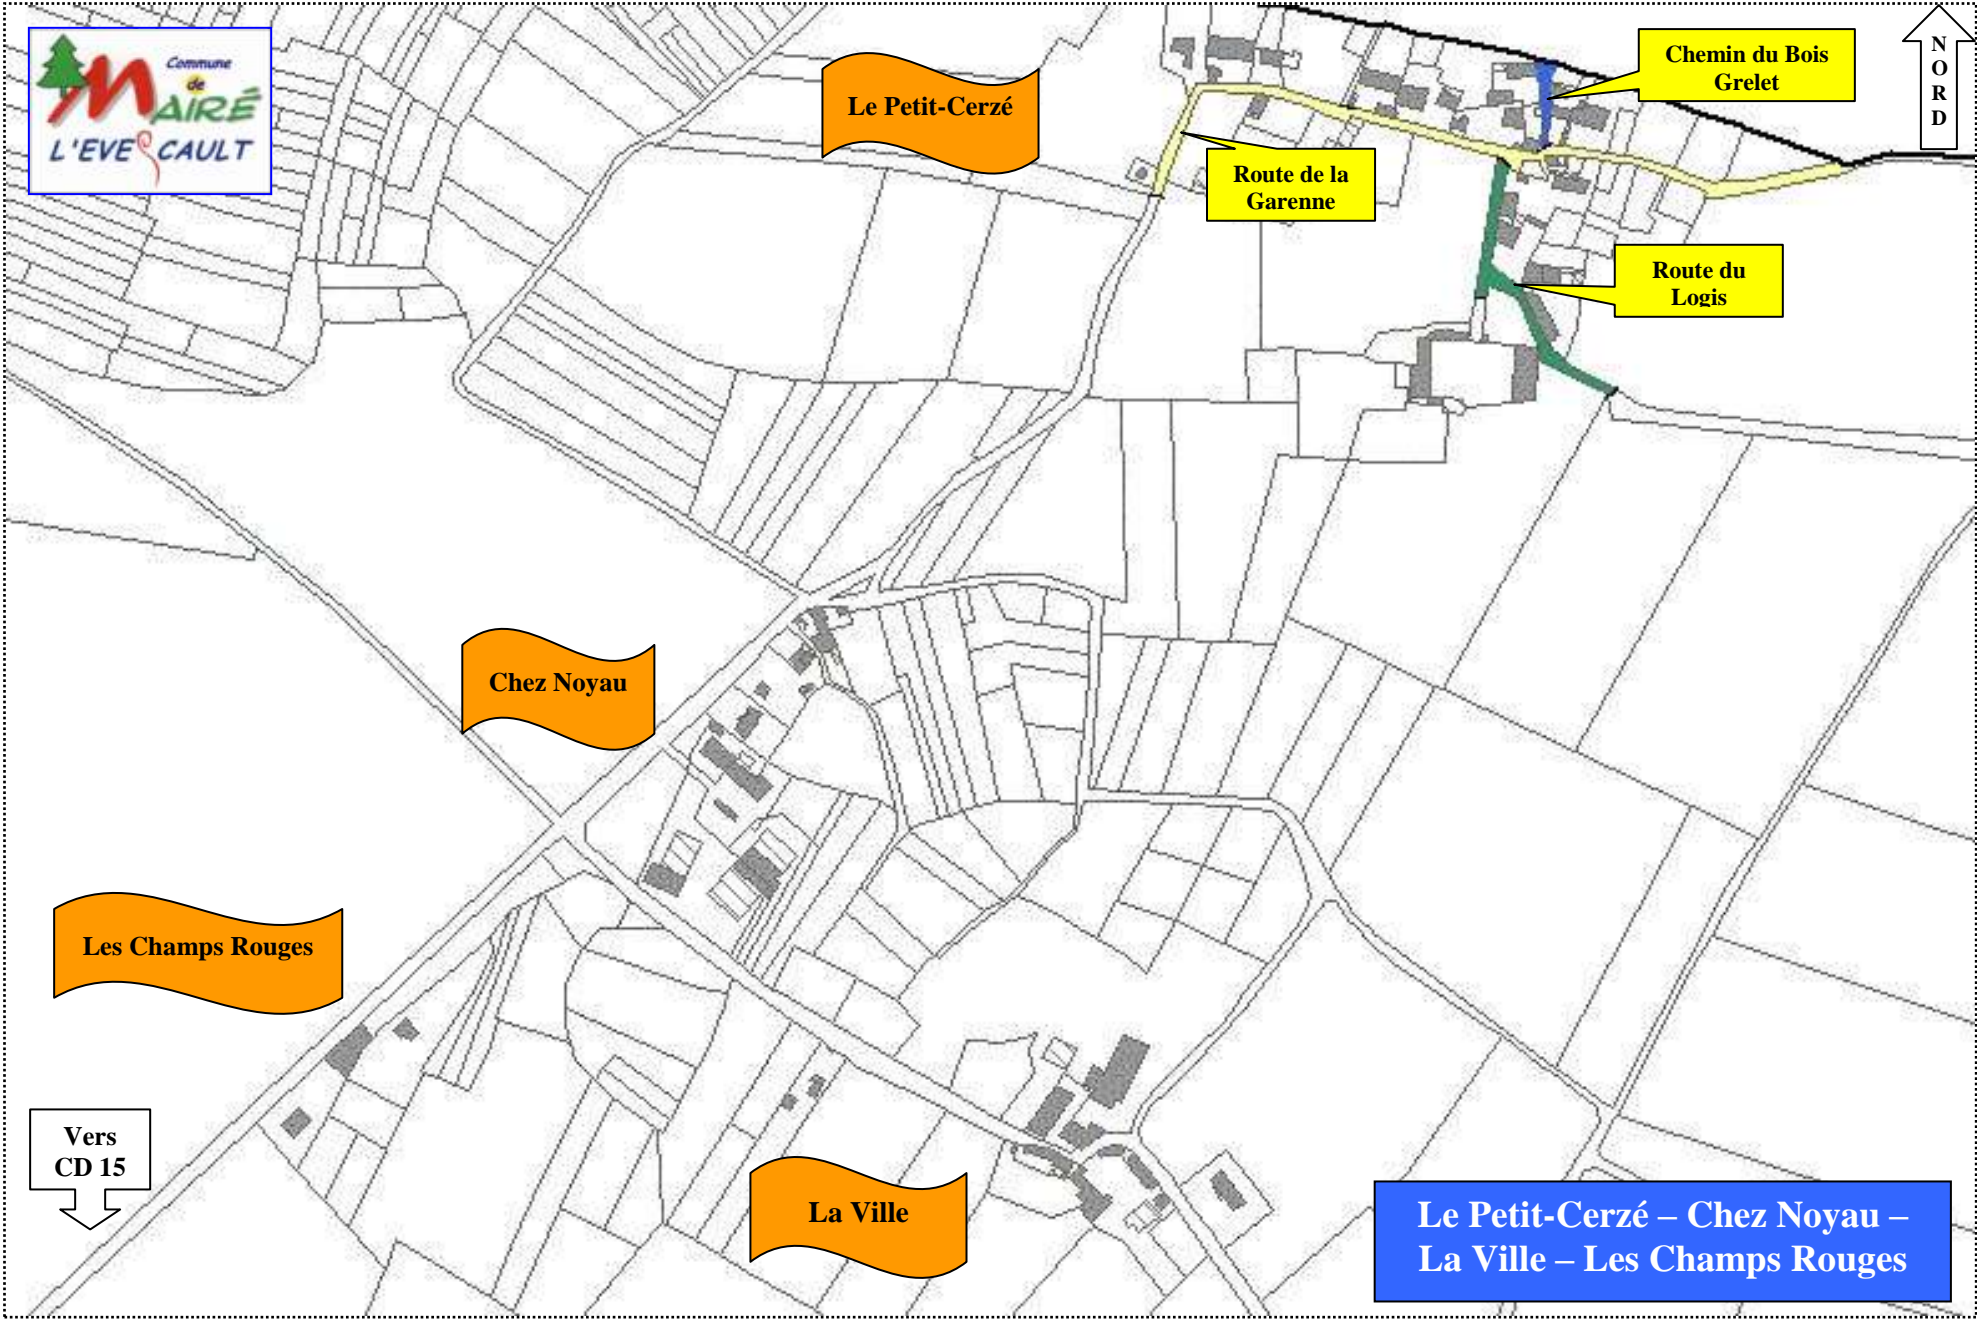 Commune
de
MAIRÉ
L'EVESCAULT
Le Petit-Cerzé
Chemin du Bois
Grelet
N
O
R
D
Route de la
Garenne
Route du
Logis
Chez Noyau
Les Champs Rouges
Vers
CD 15
La Ville
Le Petit-Cerzé – Chez Noyau –
La Ville – Les Champs Rouges